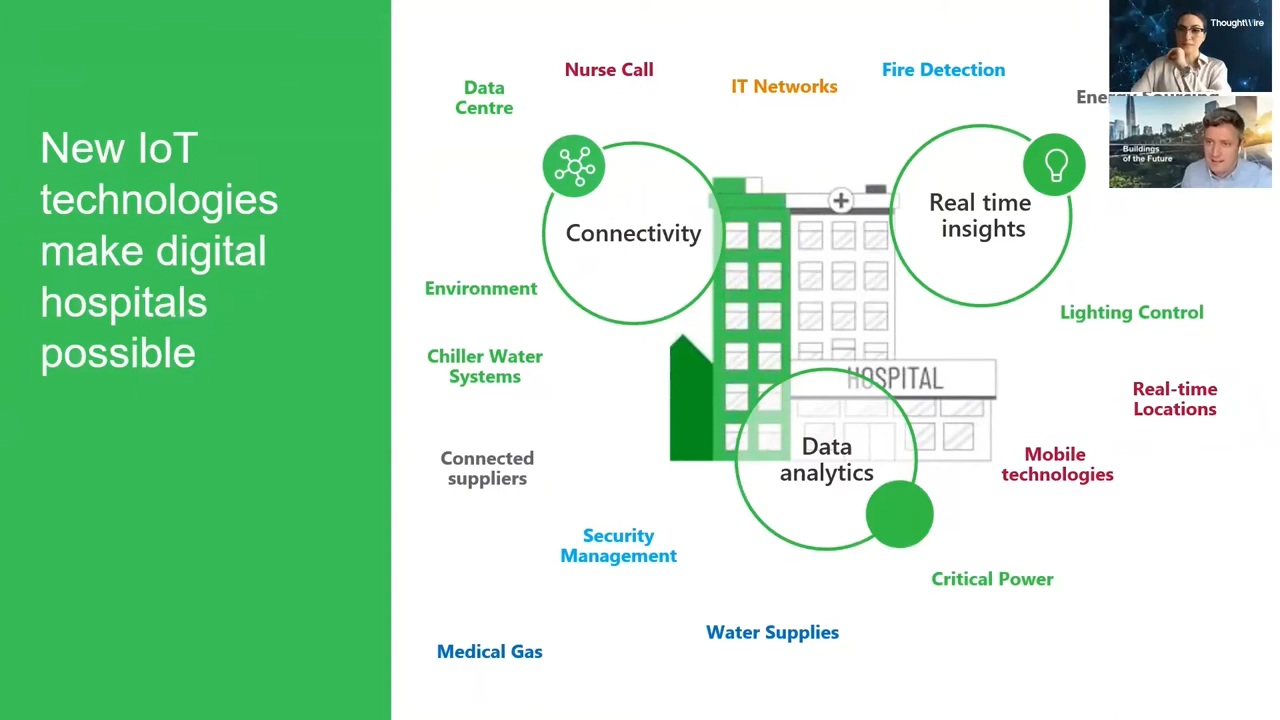 New IoT
technologies
make digital
hospitals
possible
Nurse Call
Data
Centre
IT Networks
Fire Detection
Connectivity
Real time
insights
Environment
Lighting Control
Chiller Water
Systems
HOSPITAL
Real-time
Locations
Data
analytics
Connected
suppliers
Mobile
technologies
Security
Management
Critical Power
Water Supplies
Medical Gas
ThoughtWire
Buildings
of the Future